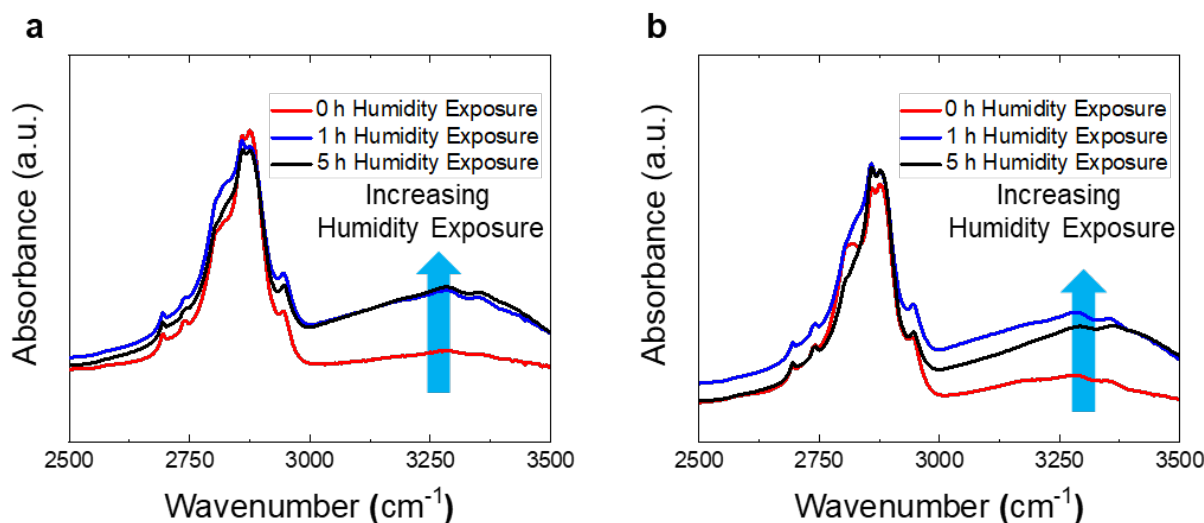 a
Absorbance (a.u.)
0 h Humidity Exposure
1 h Humidity Exposure
5 h Humidity Exposure
Increasing
Humidity Exposure
2500 2750 3000 3250 3500
Wavenumber (cm⁻¹)
b
Absorbance (a.u.)
0 h Humidity Exposure
1 h Humidity Exposure
5 h Humidity Exposure
Increasing
Humidity Exposure
2500 2750 3000 3250 3500
Wavenumber (cm⁻¹)